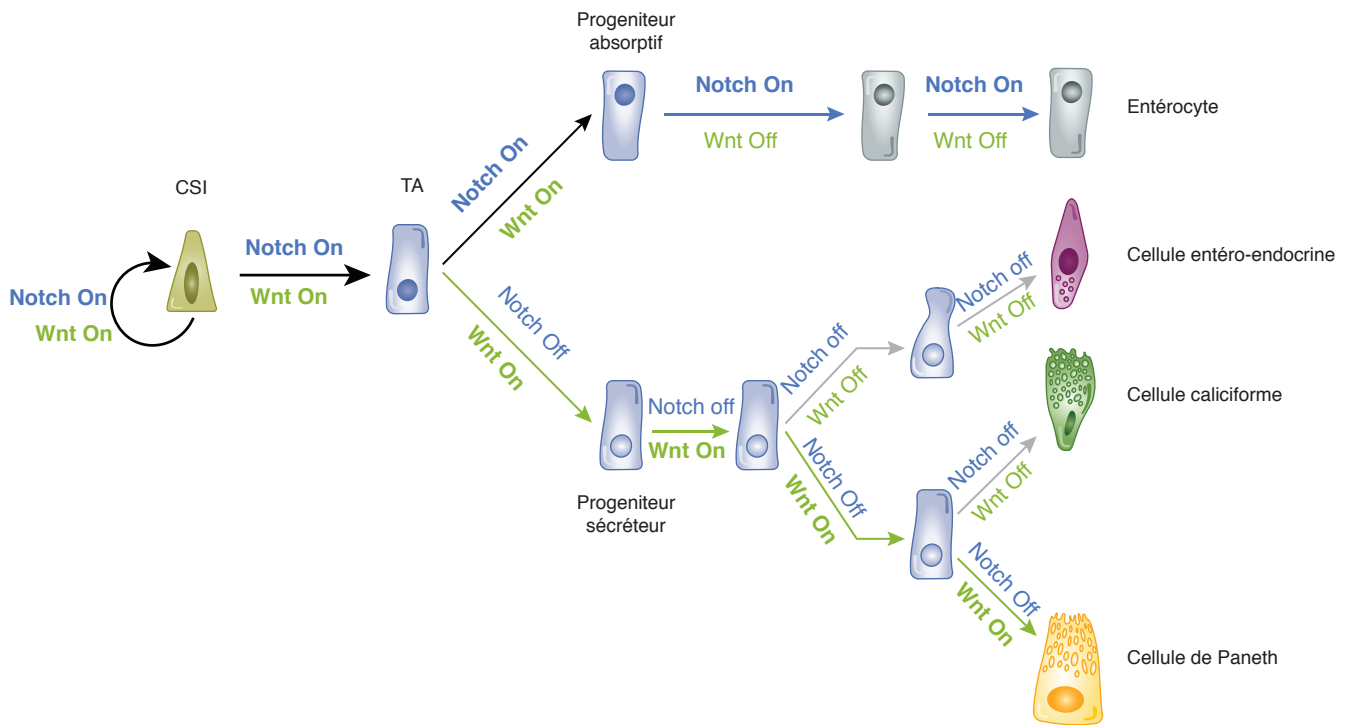 Progeniteur
absorptif
Notch On
Wnt Off
Notch On
Wnt Off
Entérocyte
CSI
TA
Notch On
Wnt On
Notch On
Wnt On
Notch On
Wnt On
Notch Off
Wnt On
Progeniteur
sécréteur
Notch off
Wnt On
Notch off
Wnt Off
Notch off
Wnt Off
Cellule entéro-endocrine
Notch Off
Wnt On
Notch off
Wnt Off
Cellule caliciforme
Notch Off
Wnt On
Cellule de Paneth